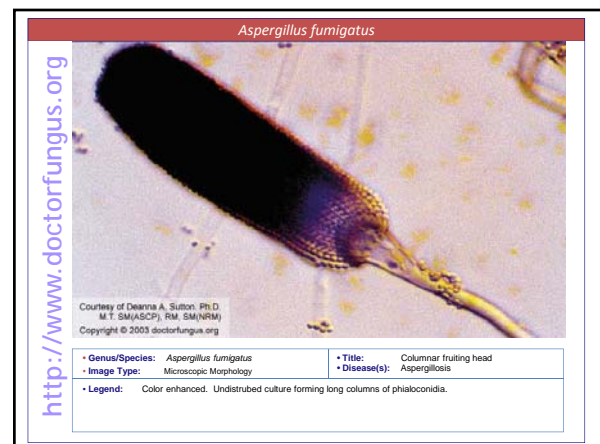 Aspergillus fumigatus
http://www.doctorfungus.org
Courtesy of Deanna A. Sutton. Ph.D.
M.T. SM(ASCP), RM, SM(NRM)
Copyright © 2003 doctorfungus.org
• Genus/Species: Aspergillus fumigatus
• Image Type: Microscopic Morphology
• Title: Columnar fruiting head
• Disease(s): Aspergillosis
• Legend: Color enhanced. Undistrubed culture forming long columns of phialoconidia.